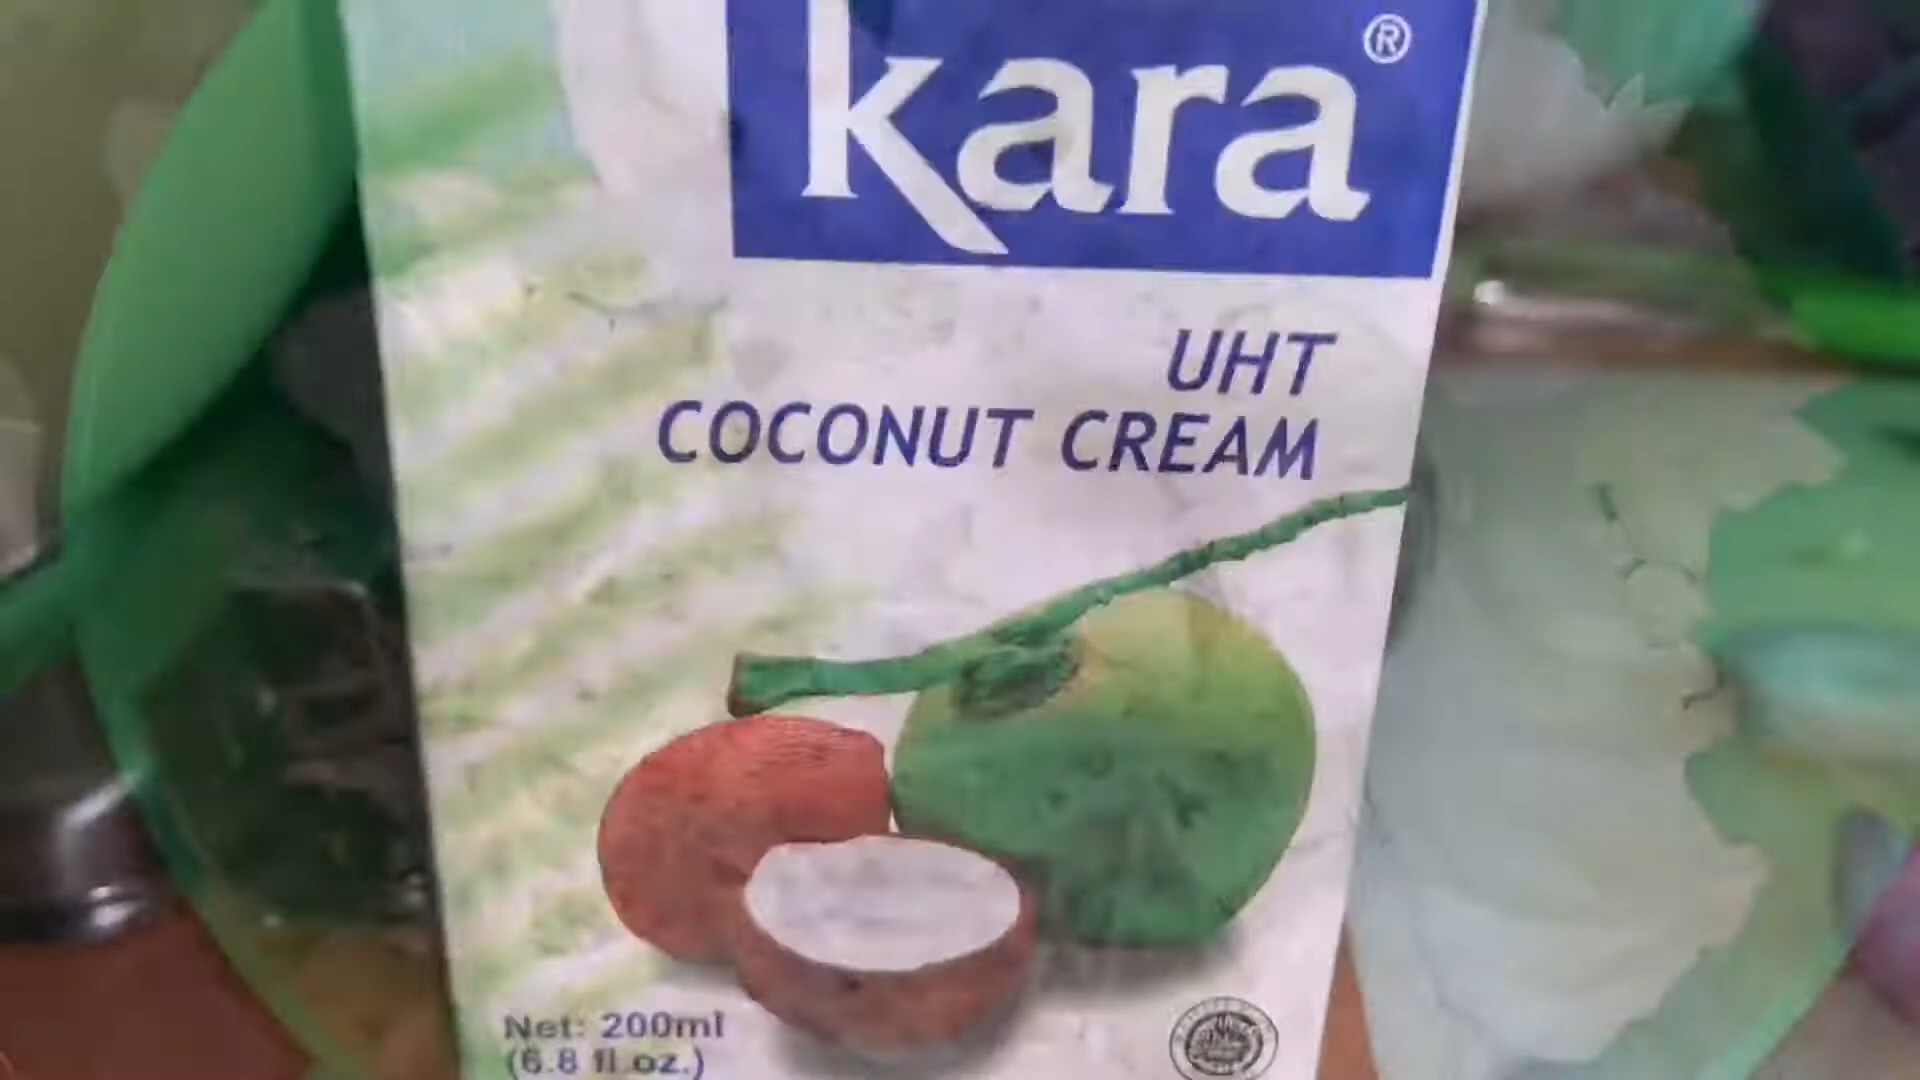 kara®
UHT
COCONUT CREAM
Net: 200ml
(6.8 fl.oz.)